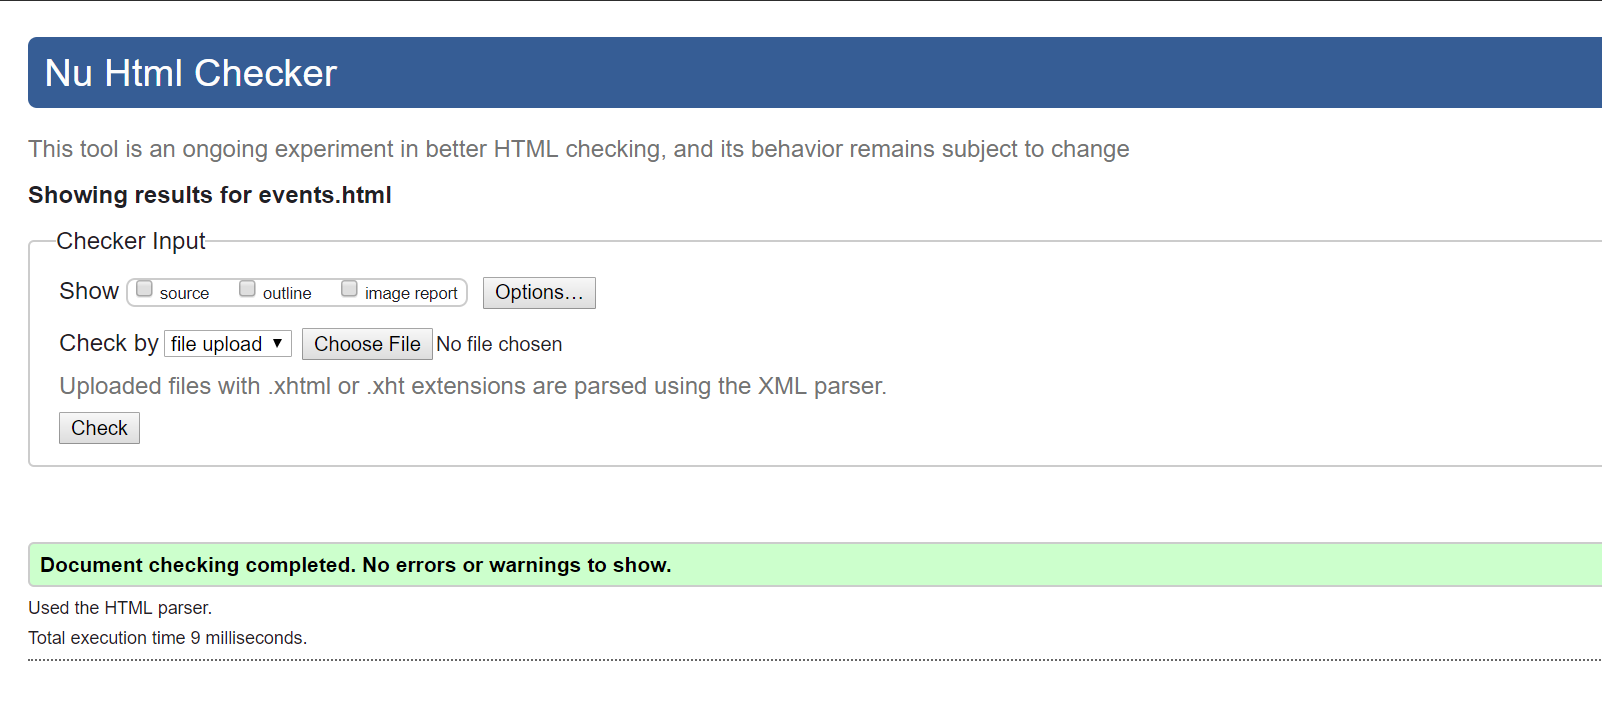 Nu Html Checker
This tool is an ongoing experiment in better HTML checking, and its behavior remains subject to change
Showing results for events.html
Checker Input
Show source outline image report Options...
Check by file upload Choose File No file chosen
Uploaded files with .xhtml or .xht extensions are parsed using the XML parser.
Check
Document checking completed. No errors or warnings to show.
Used the HTML parser.
Total execution time 9 milliseconds.